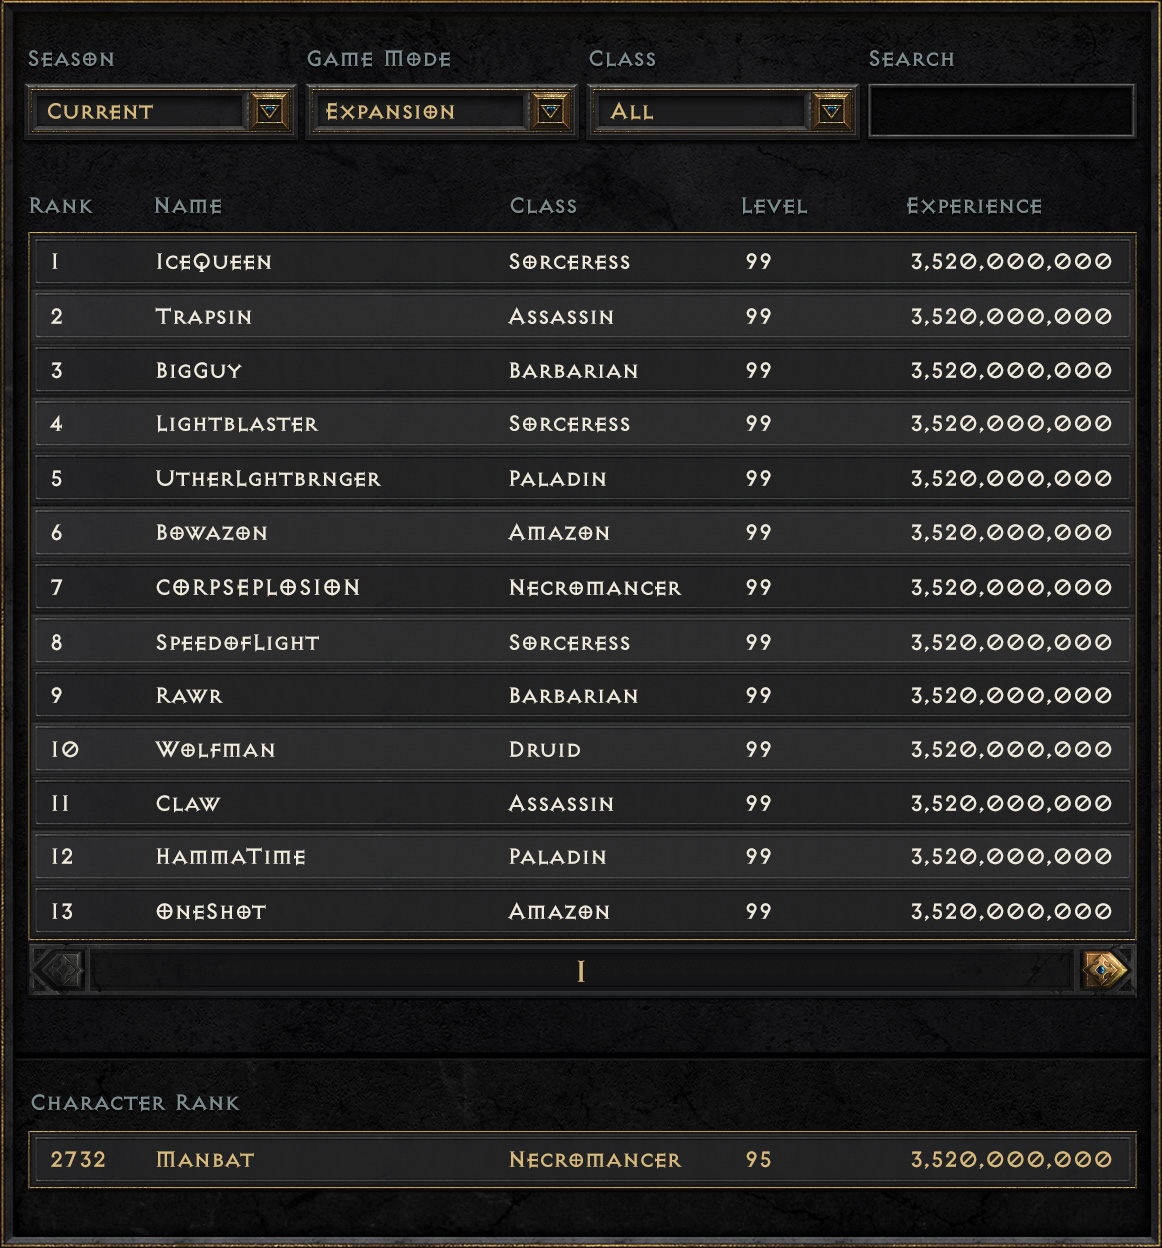 Season Game Mode Class Search
Current Expansion All
Rank Name Class Level Experience
1 IceQueen Sorceress 99 3,520,000,000
2 Trapsin Assassin 99 3,520,000,000
3 BigGuy Barbarian 99 3,520,000,000
4 Lightblaster Sorceress 99 3,520,000,000
5 UtherLghtbrnger Paladin 99 3,520,000,000
6 Bowazon Amazon 99 3,520,000,000
7 CORPSEPLOSION Necromancer 99 3,520,000,000
8 SpeedofLight Sorceress 99 3,520,000,000
9 Rawr Barbarian 99 3,520,000,000
10 Wolfman Druid 99 3,520,000,000
11 Claw Assassin 99 3,520,000,000
12 HammaTime Paladin 99 3,520,000,000
13 OneShot Amazon 99 3,520,000,000
1
Character Rank
2732 Manbat Necromancer 95 3,520,000,000